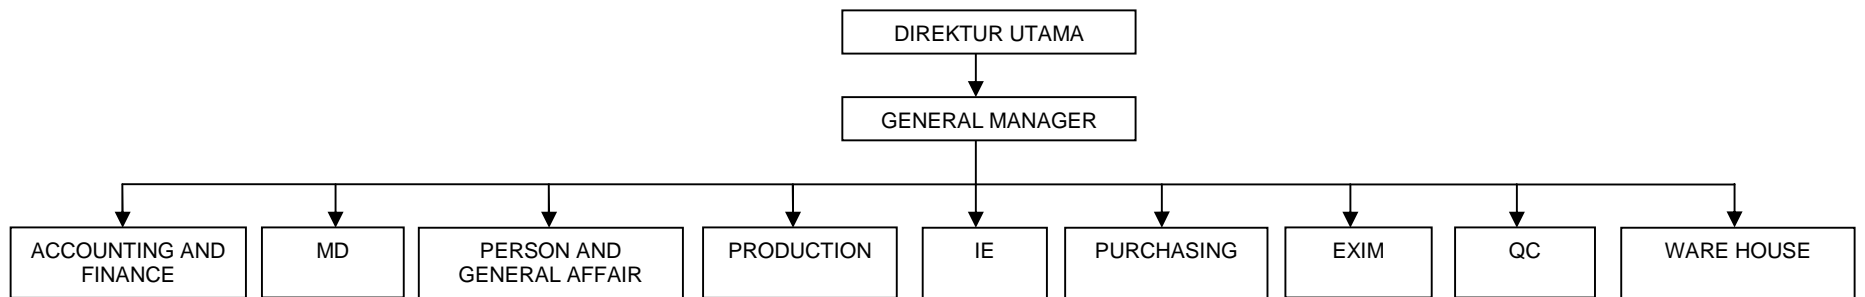 DIREKTUR UTAMA
GENERAL MANAGER
ACCOUNTING AND
FINANCE
MD
PERSON AND
GENERAL AFFAIR
PRODUCTION
IE
PURCHASING
EXIM
QC
WARE HOUSE